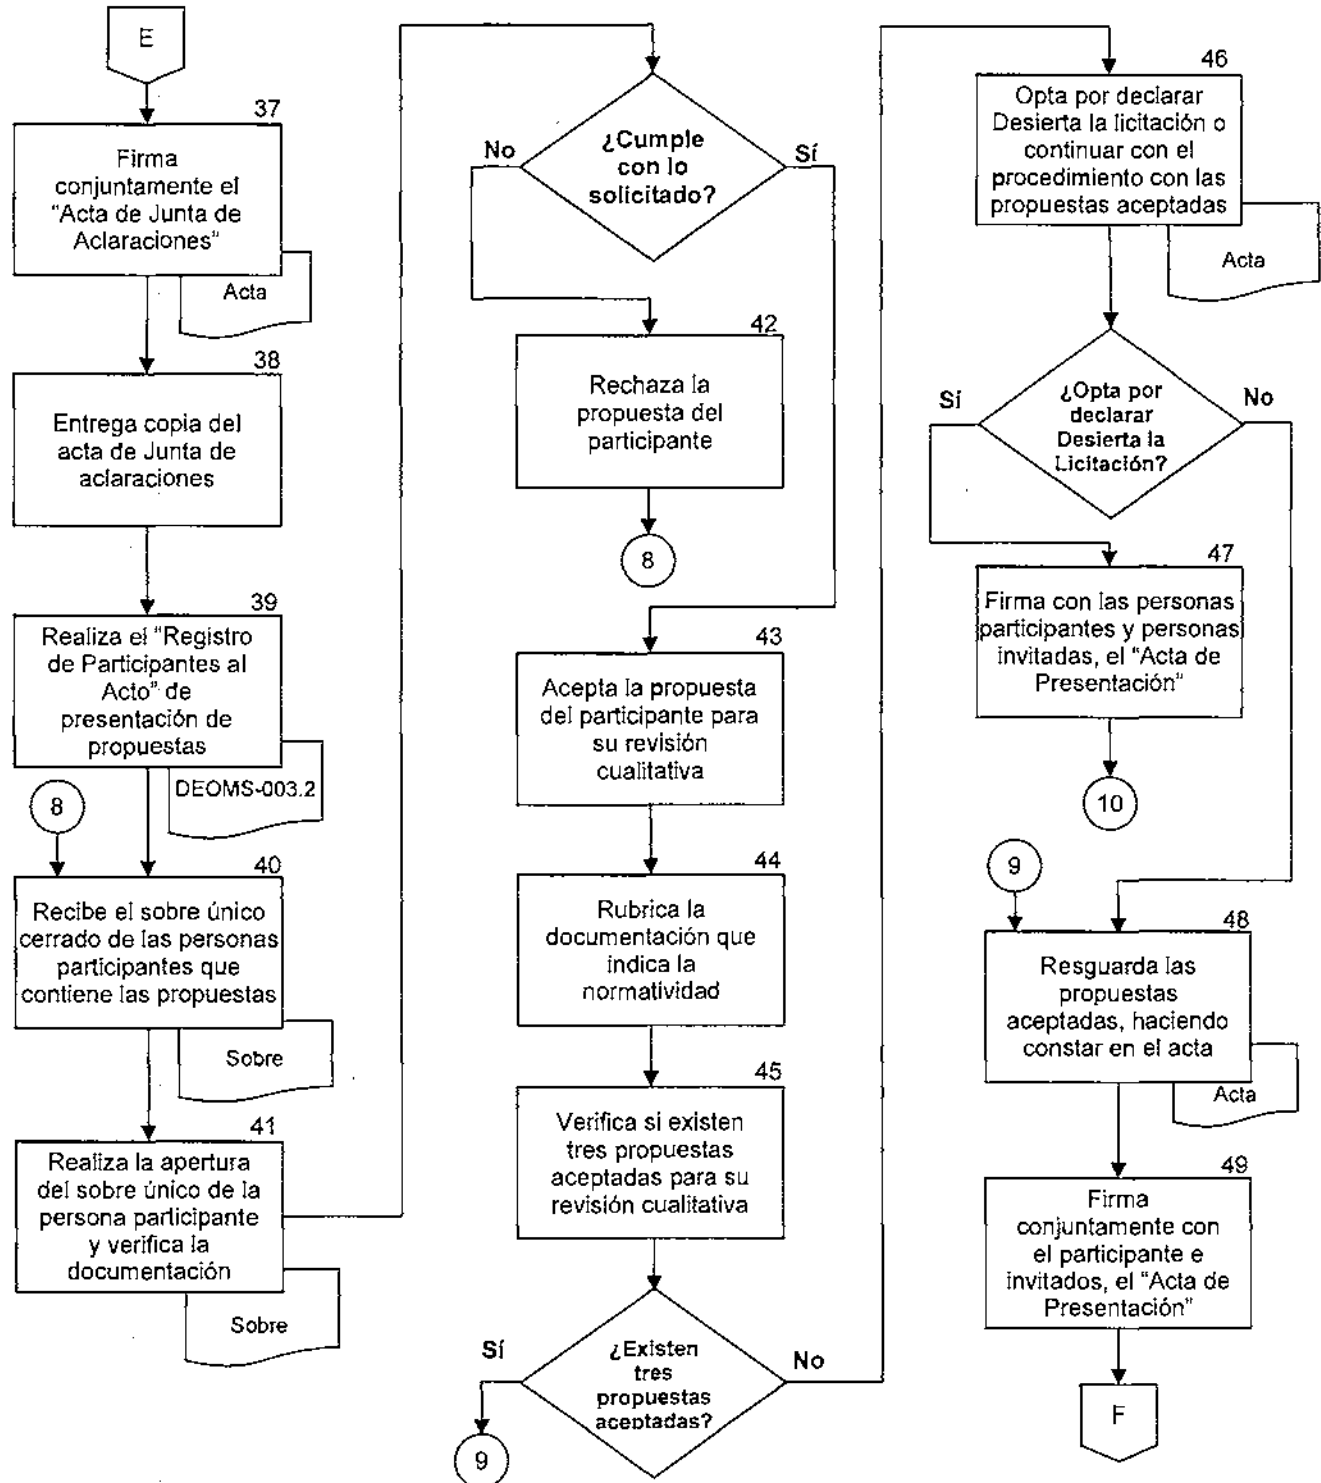 E
37
Firma
conjuntamente el
"Acta de Junta de
Aclaraciones"
Acta
38
Entrega copia del
acta de Junta de
aclaraciones
39
Realiza el "Registro
de Participantes al
Acto" de
presentación de
propuestas
DEOMS-003.2
8
40
Recibe el sobre único
cerrado de las personas
participantes que
contiene las propuestas
Sobre
41
Realiza la apertura
del sobre único de la
persona participante
y verifica la
documentación
Sobre
¿Cumple
con lo
solicitado?
No
Sí
42
Rechaza la
propuesta del
participante
8
43
Acepta la propuesta
del participante para
su revisión
cualitativa
44
Rubrica la
documentación que
indica la
normatividad
45
Verifica si existen
tres propuestas
aceptadas para su
revisión cualitativa
¿Existen
tres
propuestas
aceptadas?
Sí
No
9
46
Opta por declarar
Desierta la licitación o
continuar con el
procedimiento con las
propuestas aceptadas
Acta
¿Opta por
declarar
Desierta la
Licitación?
Sí
No
47
Firma con las personas
participantes y personas
invitadas, el "Acta de
Presentación"
10
9
48
Resguarda las
propuestas
aceptadas, haciendo
constar en el acta
Acta
49
Firma
conjuntamente con
el participante e
invitados, el "Acta de
Presentación"
F